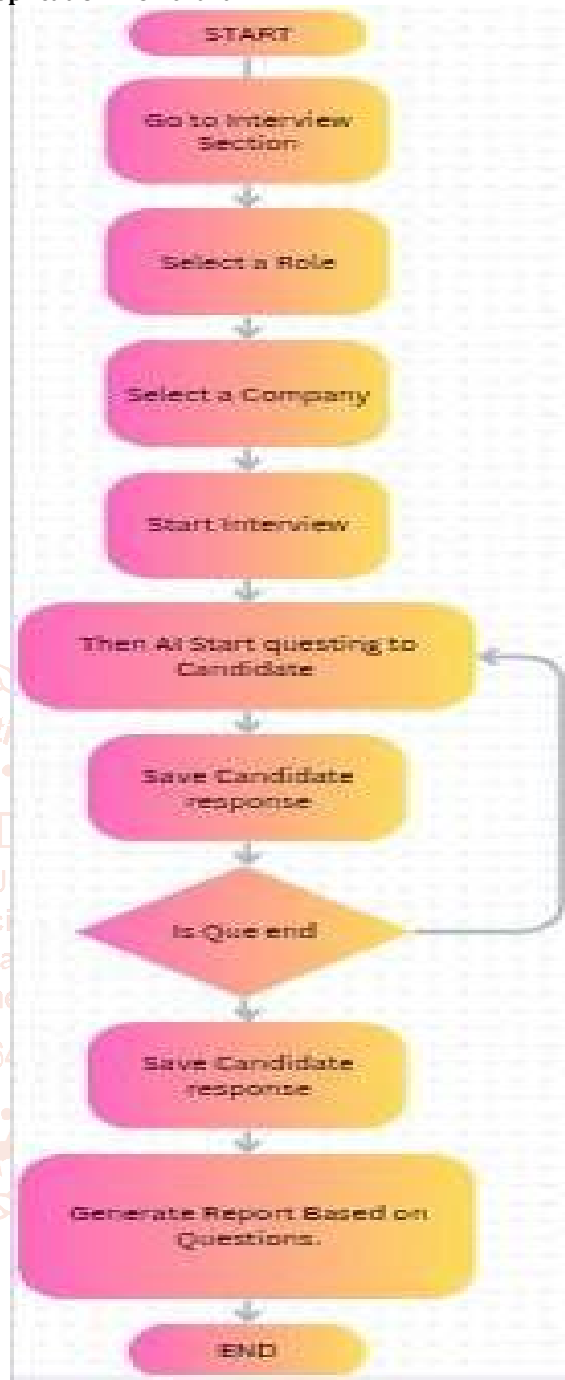 START
Go to Interview
Section
Select a Role
Select a Company
Start Interview
Then AI Start questing to
Candidate
Save Candidate
response
Is Que end
Save Candidate
response
Generate Report Based on
Questions.
END